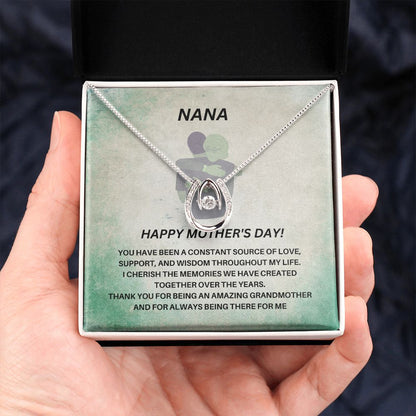 NANA
HAPPY MOTHER'S DAY!
YOU HAVE BEEN A CONSTANT SOURCE OF LOVE,
SUPPORT, AND WISDOM THROUGHOUT MY LIFE.
I CHERISH THE MEMORIES WE HAVE CREATED
TOGETHER OVER THE YEARS.
THANK YOU FOR BEING AN AMAZING GRANDMOTHER
AND FOR ALWAYS BEING THERE FOR ME